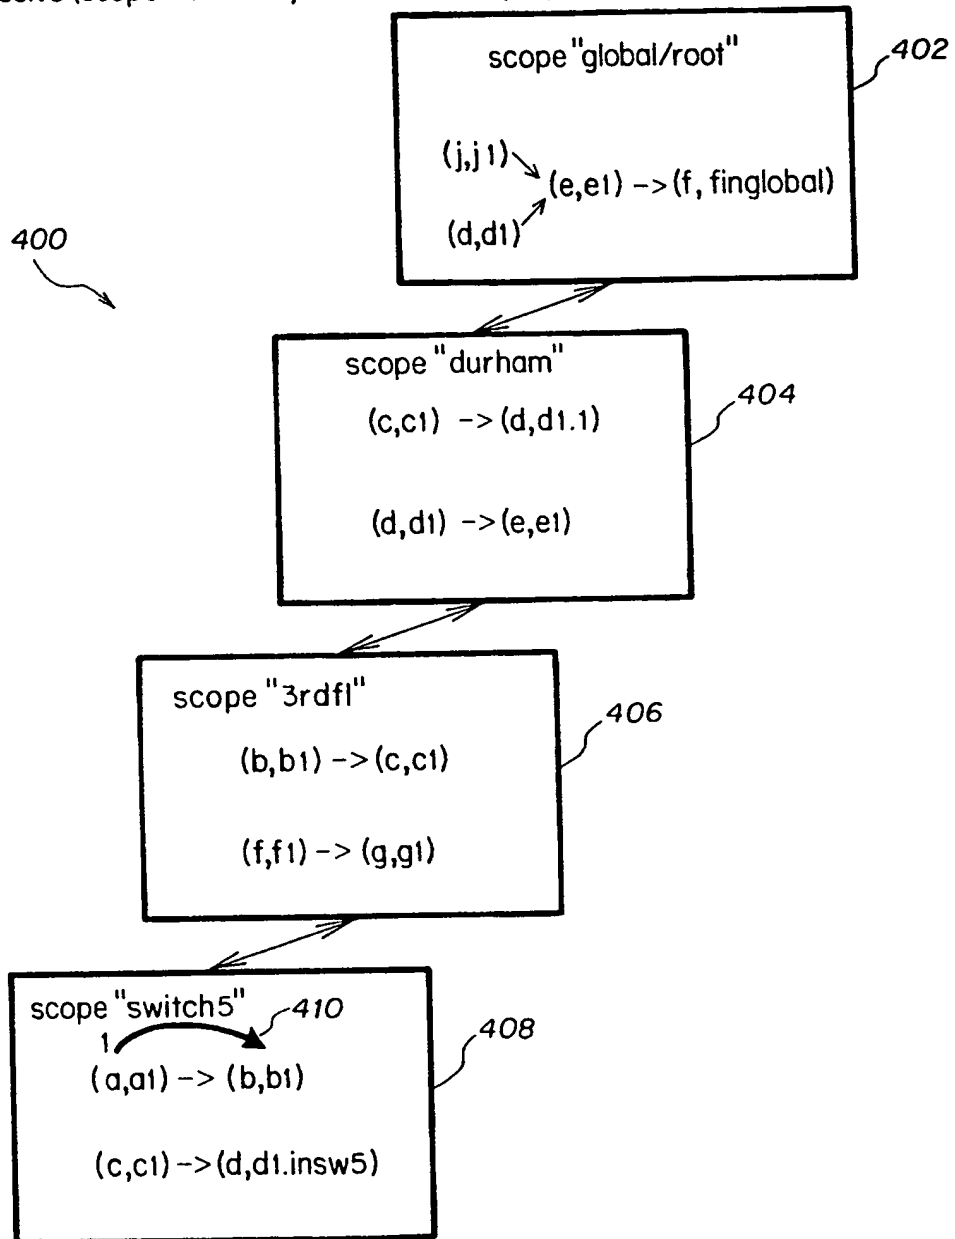 scope "global/root"
402
(j,j1)
(e,e1) -> (f, finglobal)
(d,d1)
400
scope "durham"
404
(c,c1) -> (d,d1.1)
(d,d1) -> (e,e1)
scope "3rdfl"
406
(b,b1) -> (c,c1)
(f,f1) -> (g,g1)
scope "switch5"
410
408
1
(a,a1) -> (b,b1)
(c,c1) -> (d,d1.insw5)